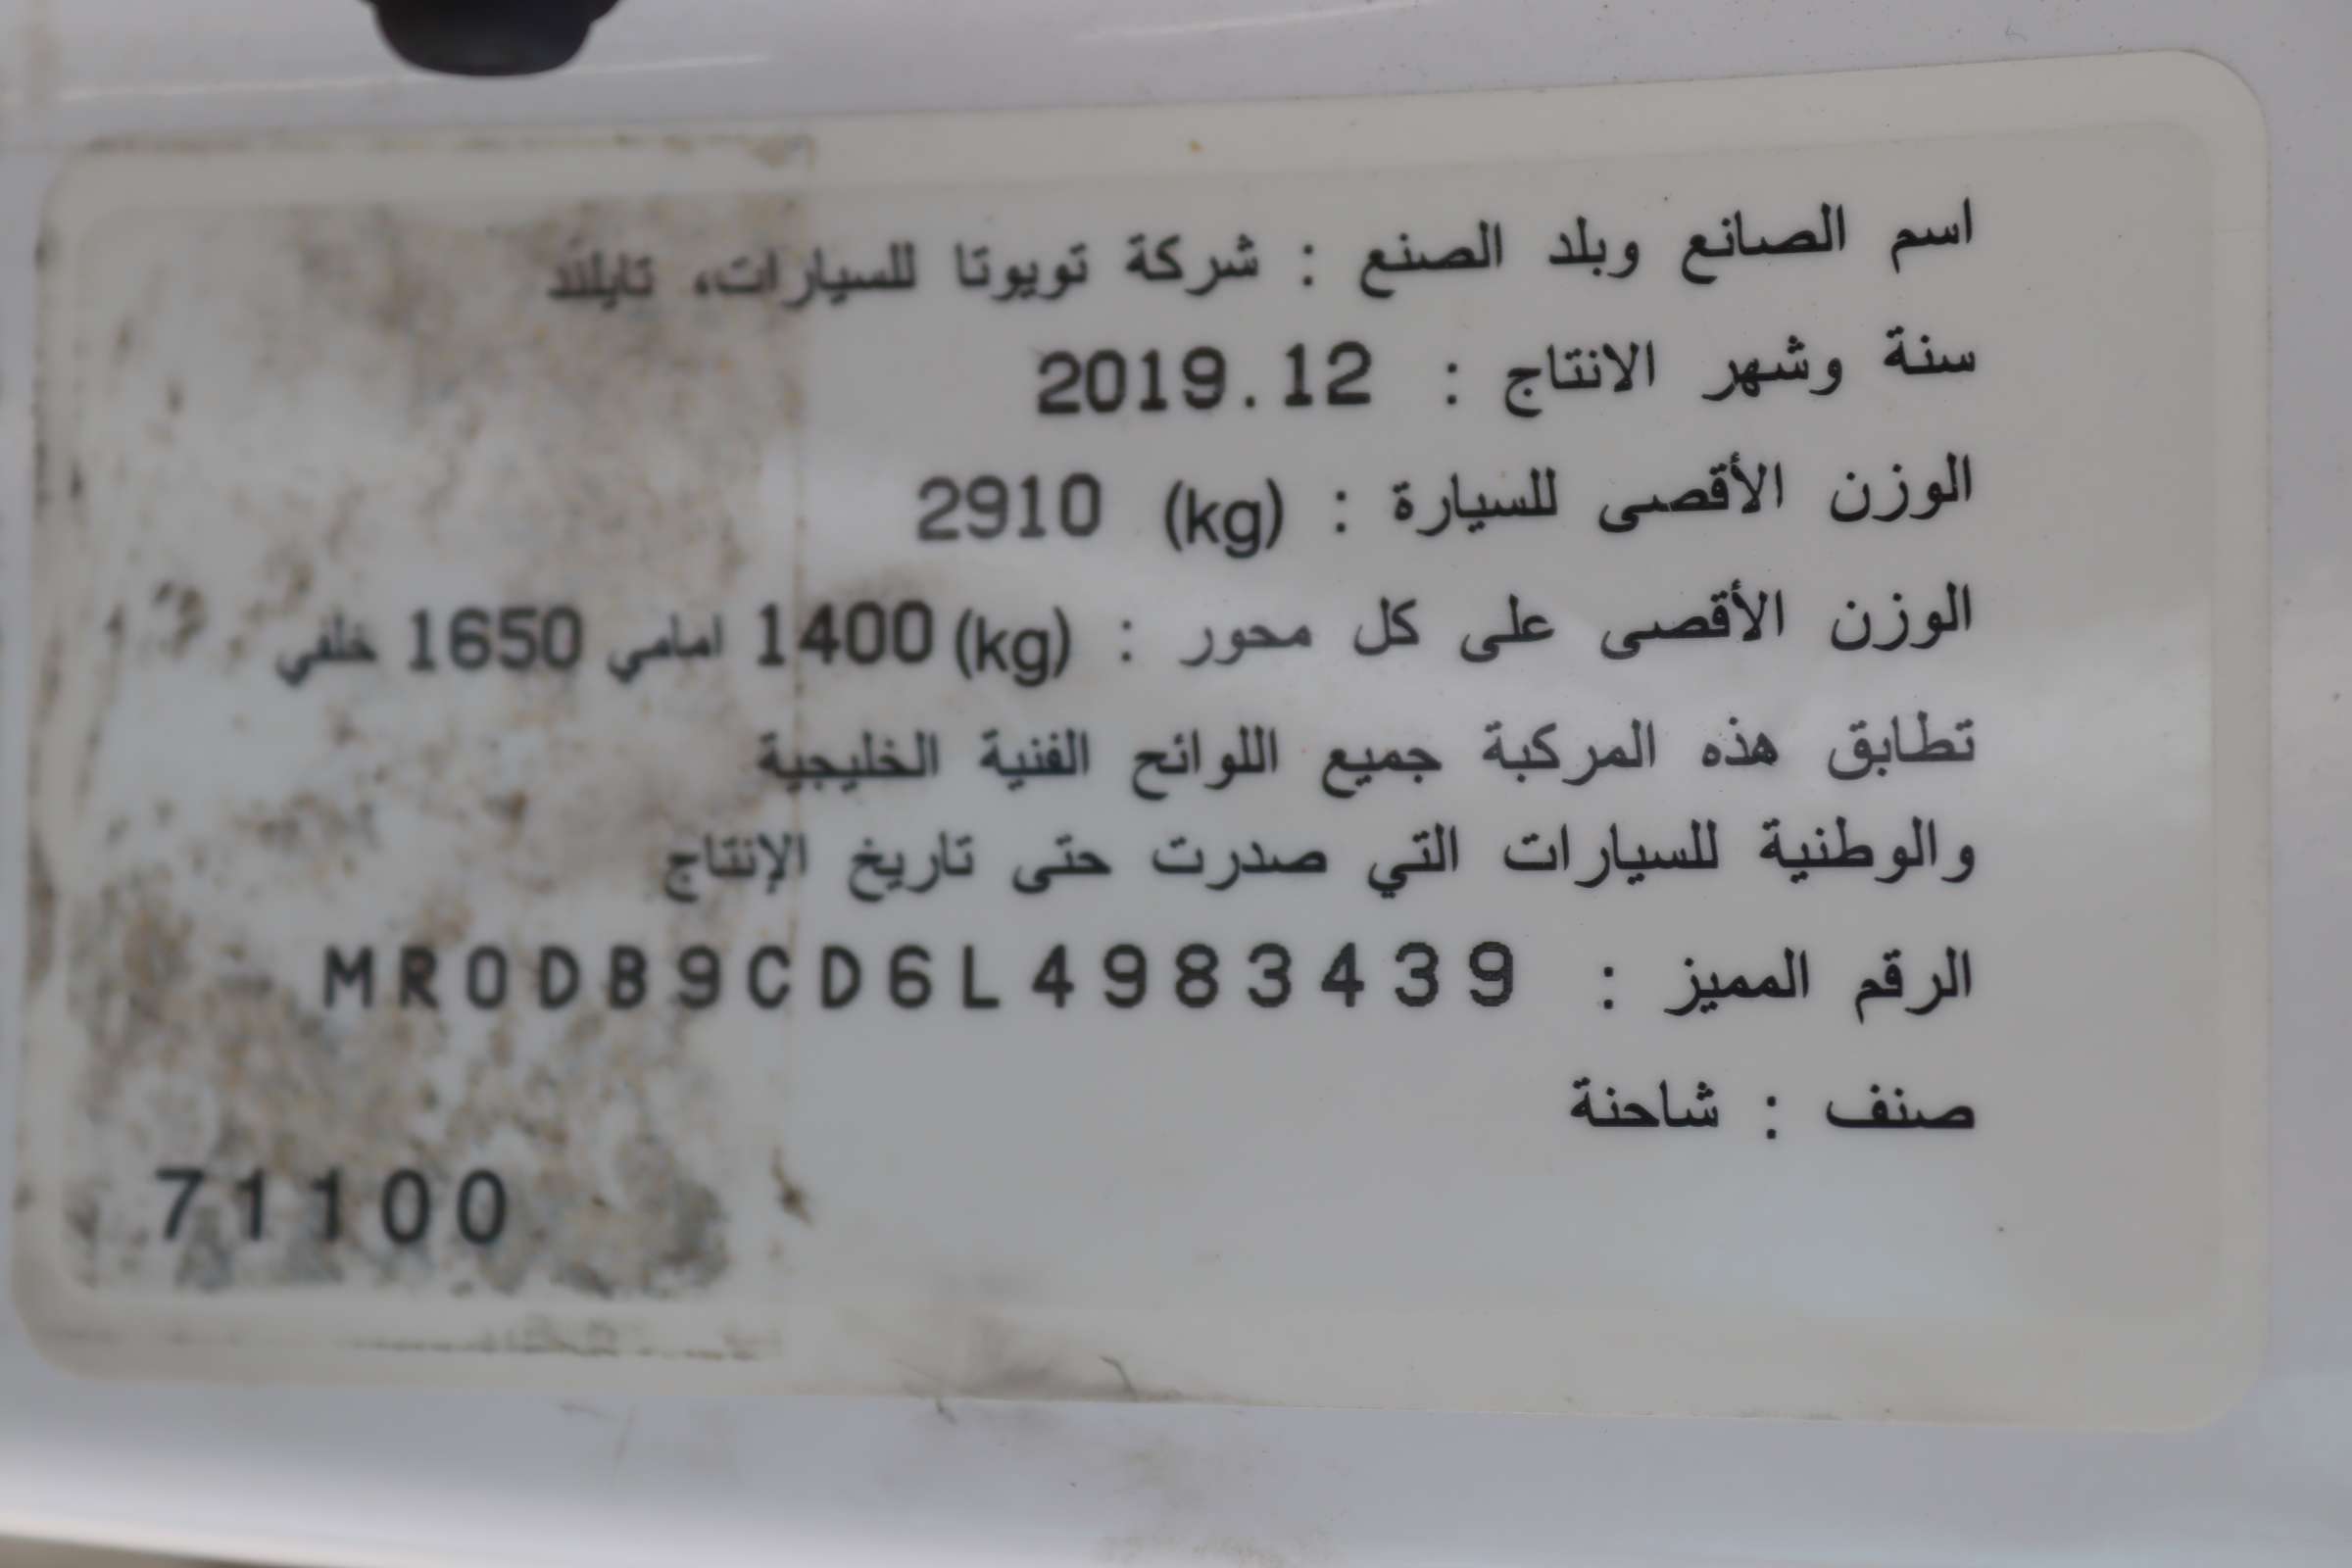 اسم الصانع وبلد الصنع : شركة تويوتا للسيارات، تايلند
سنة وشهر الانتاج : 2019.12
الوزن الأقصى للسيارة : (kg) 2910
الوزن الأقصى على كل محور : (kg) 1400 امامي 1650 خلفي
تطابق هذه المركبة جميع اللوائح الفنية الخليجية
والوطنية للسيارات التي صدرت حتى تاريخ الإنتاج
الرقم المميز : MR0DB9CD6L4983439
صنف : شاحنة
71100